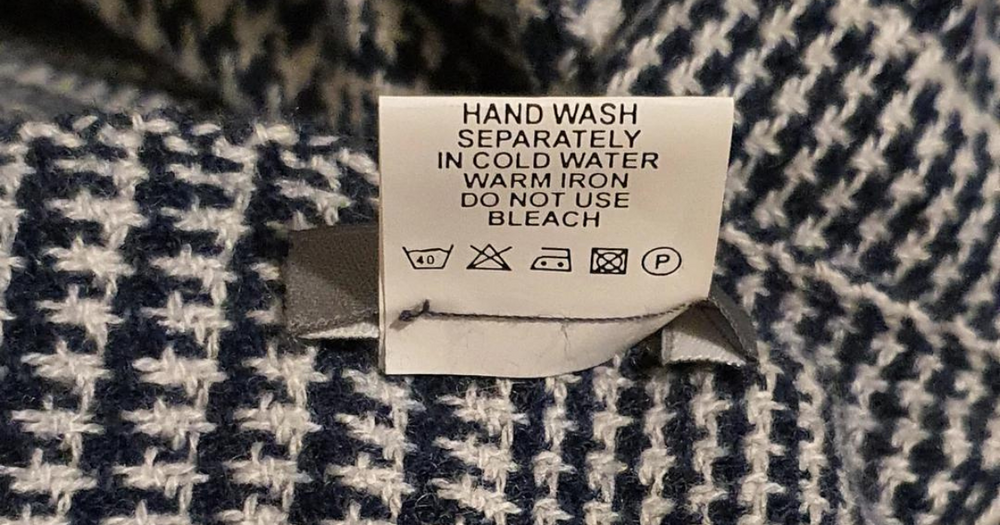 HAND WASH
SEPARATELY
IN COLD WATER
WARM IRON
DO NOT USE
BLEACH
40 P